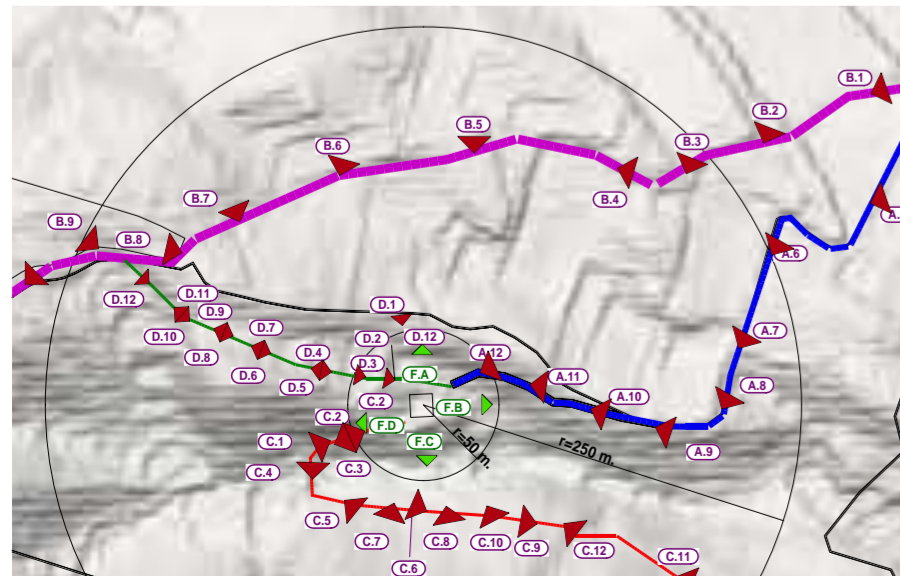 B.1
B.2
B.5
B.3
B.6
B.4
B.7
A.
B.9
B.8
A.6
D.12
D.11
D.1
D.9
D.10
D.7
D.2
D.12
A.7
D.8
D.4
A.12
D.6
D.3
F.A
A.11
D.5
A.8
C.2
F.B
A.10
C.2
F.D
C.1
F.C
r=50 m.
r=250 m.
A.9
C.4
C.3
C.5
C.7
C.8
C.10
C.9
C.12
C.11
C.6